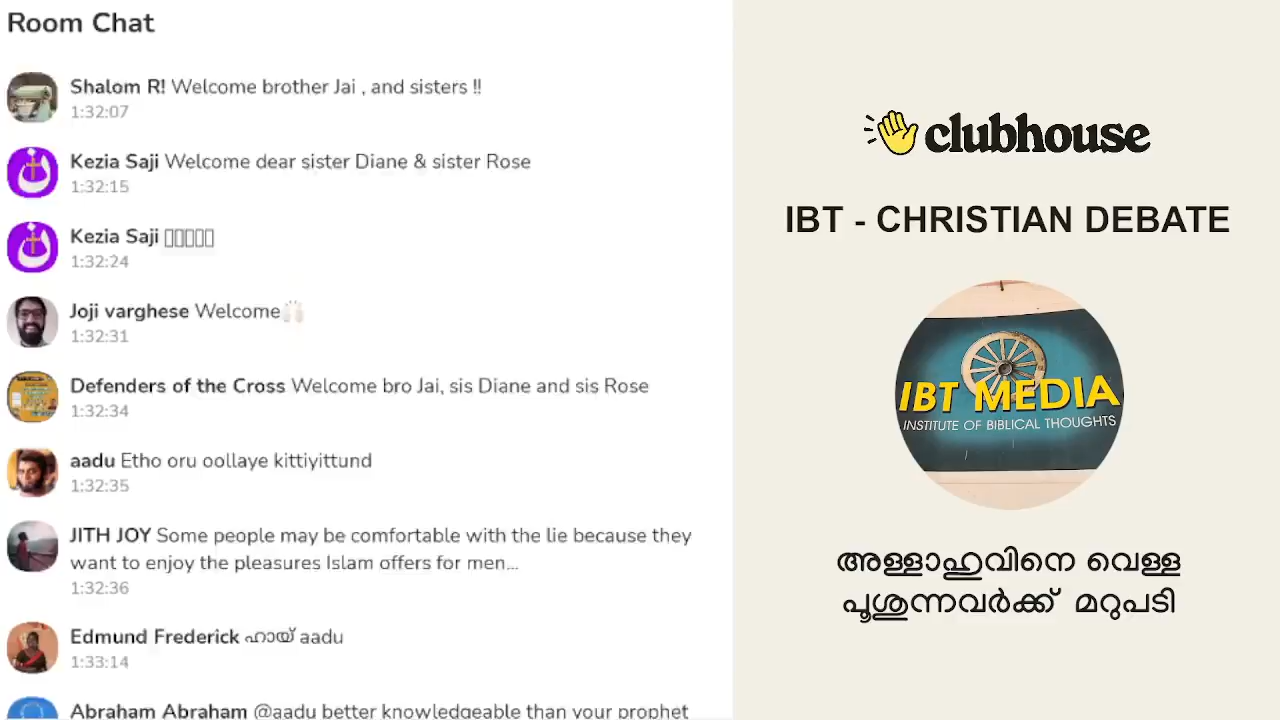 Room Chat
Shalom R! Welcome brother Jai , and sisters !!
1:32:07
Kezia Saji Welcome dear sister Diane & sister Rose
1:32:15
Kezia Saji
1:32:24
Joji varghese Welcome🙌🏻
1:32:31
Defenders of the Cross Welcome bro Jai, sis Diane and sis Rose
1:32:34
aadu Etho oru oollaye kittiyittund
1:32:35
JITH JOY Some people may be comfortable with the lie because they
want to enjoy the pleasures Islam offers for men...
1:32:36
Edmund Frederick ഹായ് aadu
1:33:14
Abraham Abraham @aadu better knowledgeable than your prophet
clubhouse
IBT - CHRISTIAN DEBATE
IBT MEDIA
INSTITUTE OF BIBLICAL THOUGHTS
അള്ളാഹുവിനെ വെള്ള
പൂശുന്നവർക്ക് മറുപടി